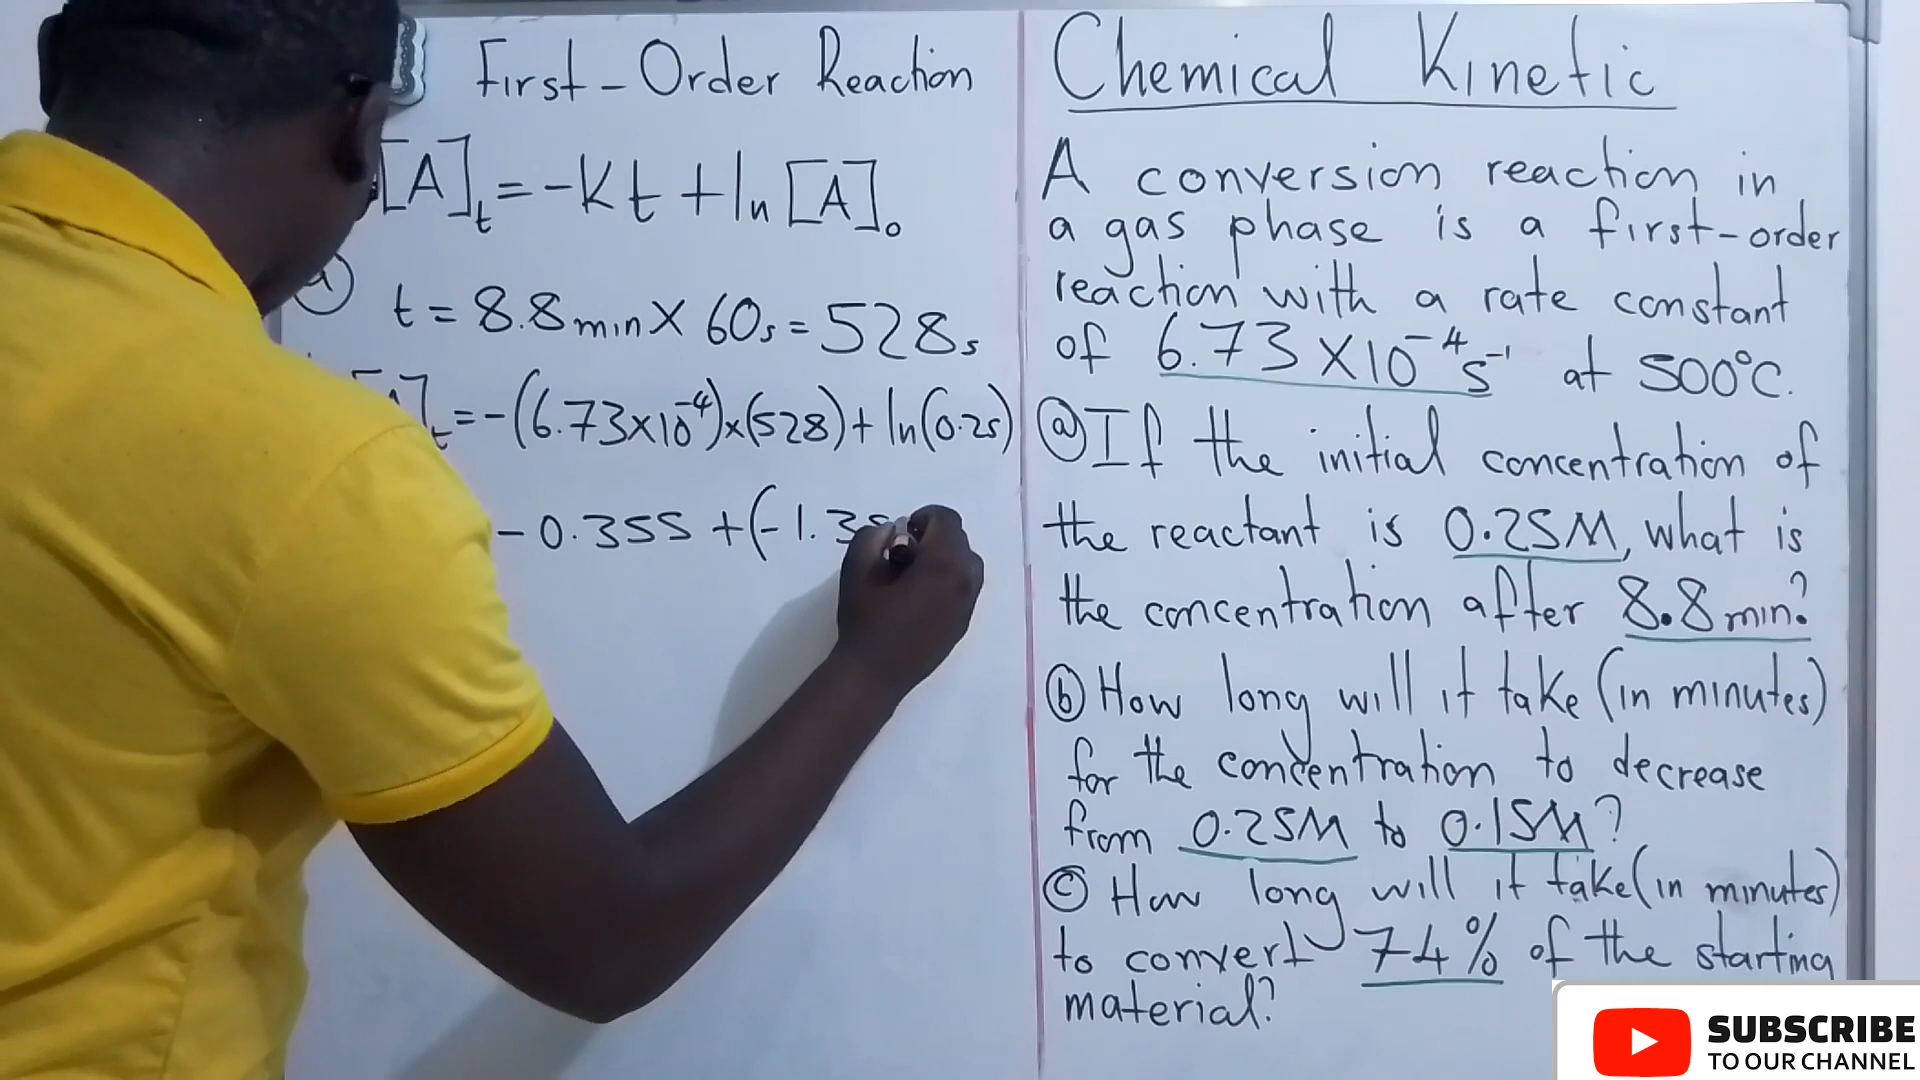 First-Order Reaction
[A]t = -Kt + ln [A]₀
t = 8.8min X 60s = 528s
]t = -(6.73x10⁻⁴)x(528) + ln(0.25)
- 0.355 + (-1.3
Chemical Kinetic
A conversion reaction in
a gas phase is a first-order
reaction with a rate constant
of 6.73 X10⁻⁴s⁻¹ at 500°C.
ⓐ If the initial concentration of
the reactant is 0.25M, what is
the concentration after 8.8min?
ⓑ How long will it take (in minutes)
for the concentration to decrease
from 0.25M to 0.15M?
ⓒ How long will it take (in minutes)
to convert 74% of the starting
material?
SUBSCRIBE
TO OUR CHANNEL